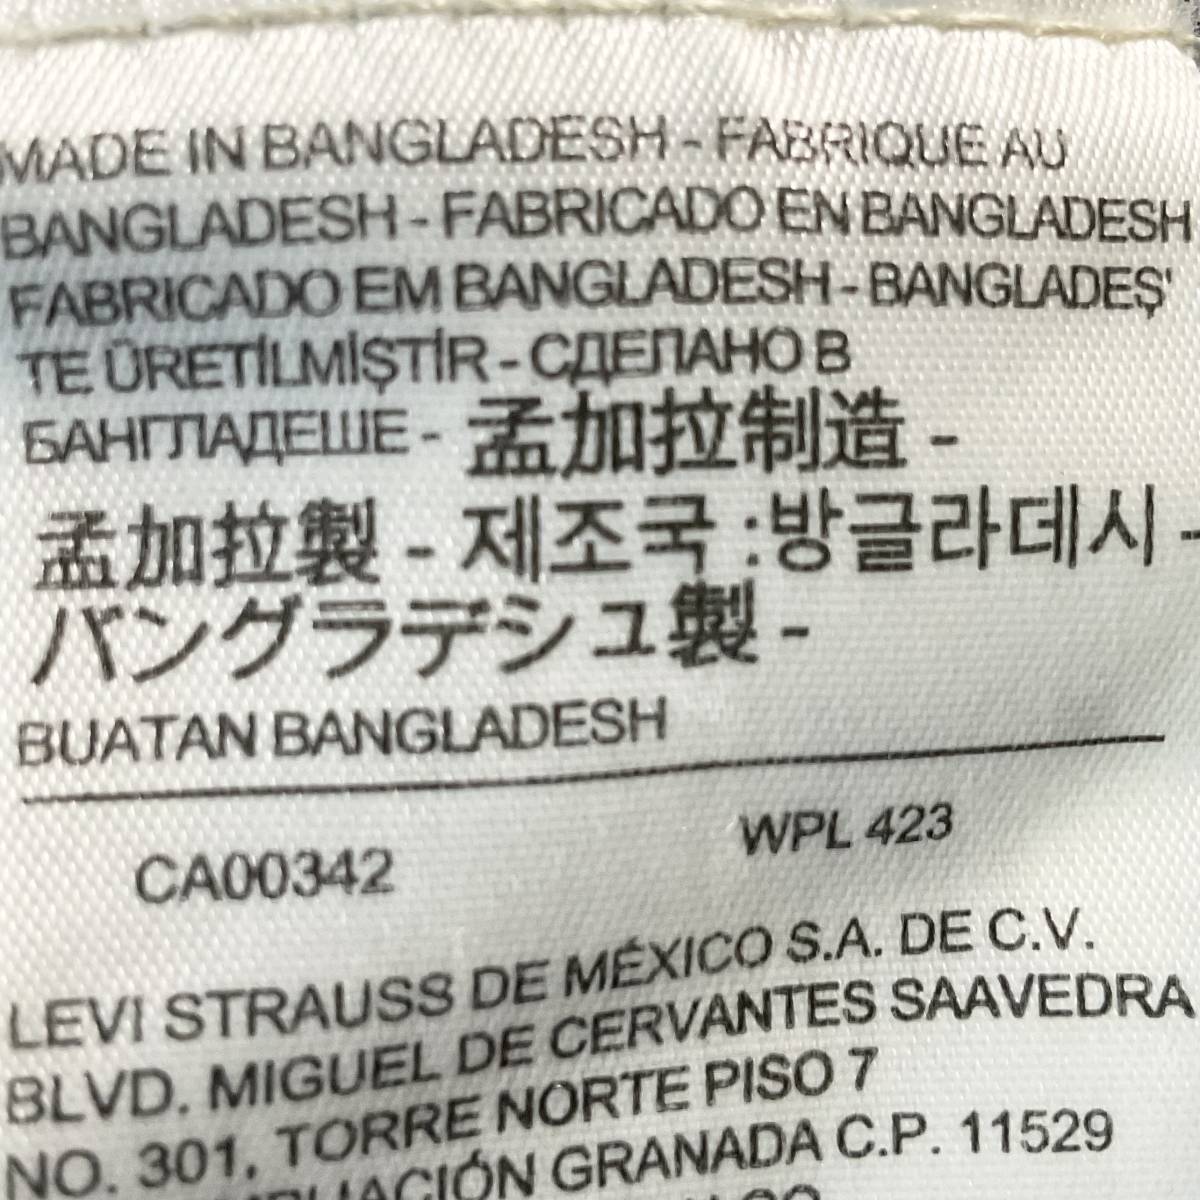 MADE IN BANGLADESH - FABRIQUE AU
BANGLADESH - FABRICADO EN BANGLADESH
FABRICADO EM BANGLADESH - BANGLADEŞ'
TE ÜRETİLMİŞTİR - СДЕЛАНО В
БАНГЛАДЕШЕ - 孟加拉制造 -
孟加拉製 - 제조국 :방글라데시 -
バングラデシュ製 -
BUATAN BANGLADESH
CA00342 WPL 423
LEVI STRAUSS DE MÉXICO S.A. DE C.V.
BLVD. MIGUEL DE CERVANTES SAAVEDRA
NO. 301, TORRE NORTE PISO 7
GRANADA C.P. 11529